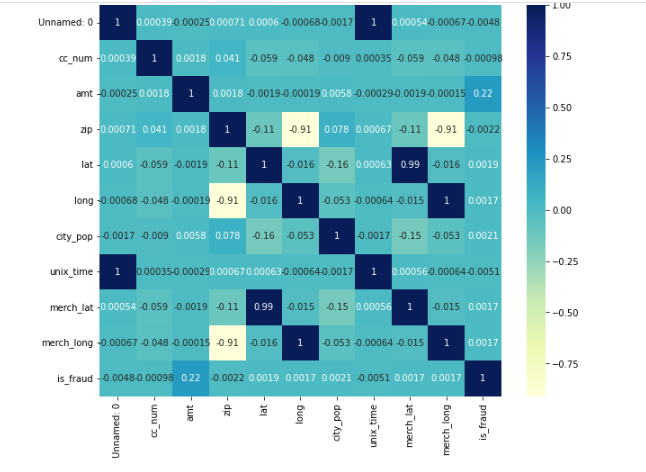 Unnamed: 0 1 0.00039 -0.00025 0.00071 0.0006 -0.00068 -0.0017 1 0.00054 -0.00067 -0.0048
cc_num 0.00039 1 0.0018 0.041 -0.059 -0.048 -0.009 0.00035 -0.059 -0.048 -0.00098
amt -0.00025 0.0018 1 0.0018 -0.0019 -0.00019 0.0058 -0.00029 -0.0019 -0.00015 0.22
zip 0.00071 0.041 0.0018 1 -0.11 -0.91 0.078 0.00067 -0.11 -0.91 -0.0022
lat 0.0006 -0.059 -0.0019 -0.11 1 -0.016 -0.16 0.00063 0.99 -0.016 0.0019
long -0.00068 -0.048 -0.00019 -0.91 -0.016 1 -0.053 -0.00064 -0.015 1 0.0017
city_pop -0.0017 -0.009 0.0058 0.078 -0.16 -0.053 1 -0.0017 -0.15 -0.053 0.0021
unix_time 1 0.00035 -0.00029 0.00067 0.00063 -0.00064 -0.0017 1 0.00056 -0.00064 -0.0051
merch_lat 0.00054 -0.059 -0.0019 -0.11 0.99 -0.015 -0.15 0.00056 1 -0.015 0.0017
merch_long -0.00067 -0.048 -0.00015 -0.91 -0.016 1 -0.053 -0.00064 -0.015 1 0.0017
is_fraud -0.0048 -0.00098 0.22 -0.0022 0.0019 0.0017 0.0021 -0.0051 0.0017 0.0017 1
Unnamed: 0 cc_num amt zip lat long city_pop unix_time merch_lat merch_long is_fraud
1.00
0.75
0.50
0.25
0.00
-0.25
-0.50
-0.75